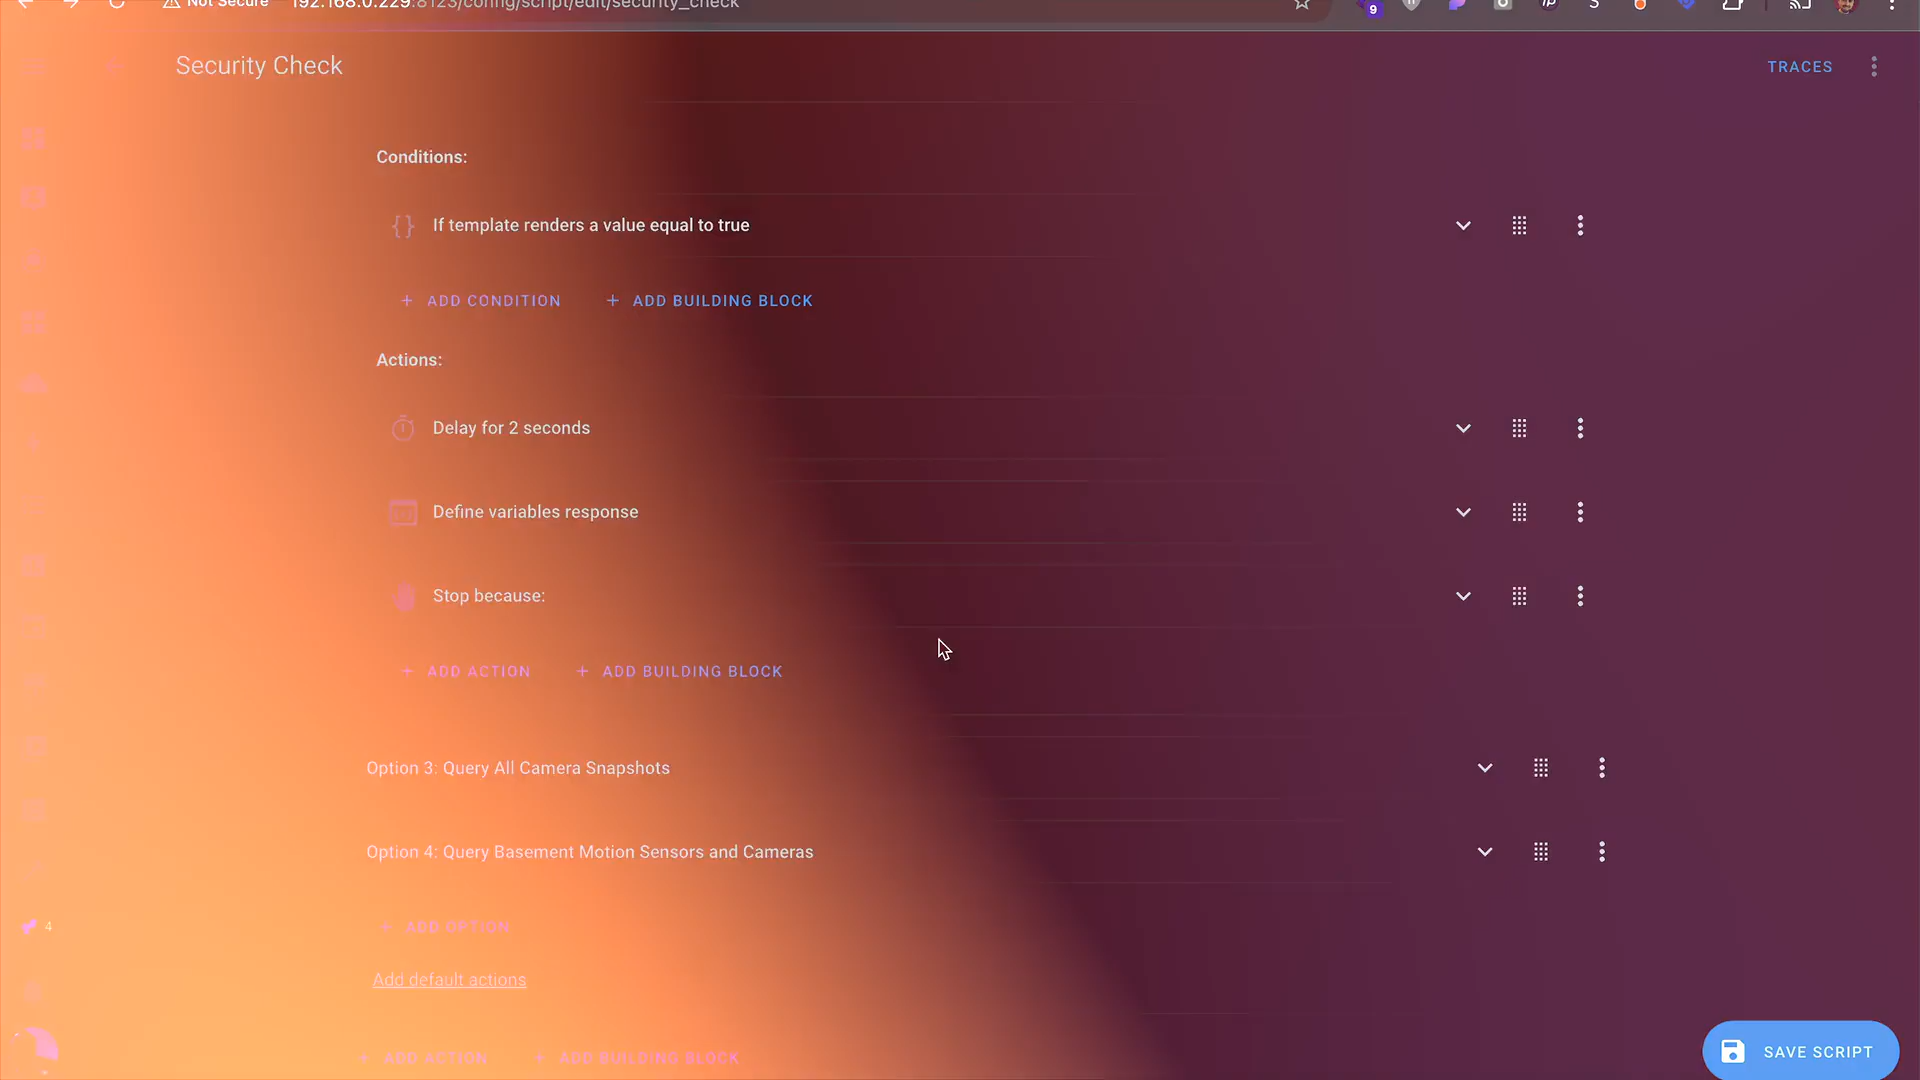 Not Secure 192.168.0.229:8123/config/script/edit/security_check
9
Security Check
TRACES
Conditions:
{} If template renders a value equal to true
+ ADD CONDITION + ADD BUILDING BLOCK
Actions:
Delay for 2 seconds
Define variables response
Stop because:
+ ADD ACTION + ADD BUILDING BLOCK
Option 3: Query All Camera Snapshots
Option 4: Query Basement Motion Sensors and Cameras
4
+ ADD OPTION
Add default actions
+ ADD ACTION + ADD BUILDING BLOCK
SAVE SCRIPT